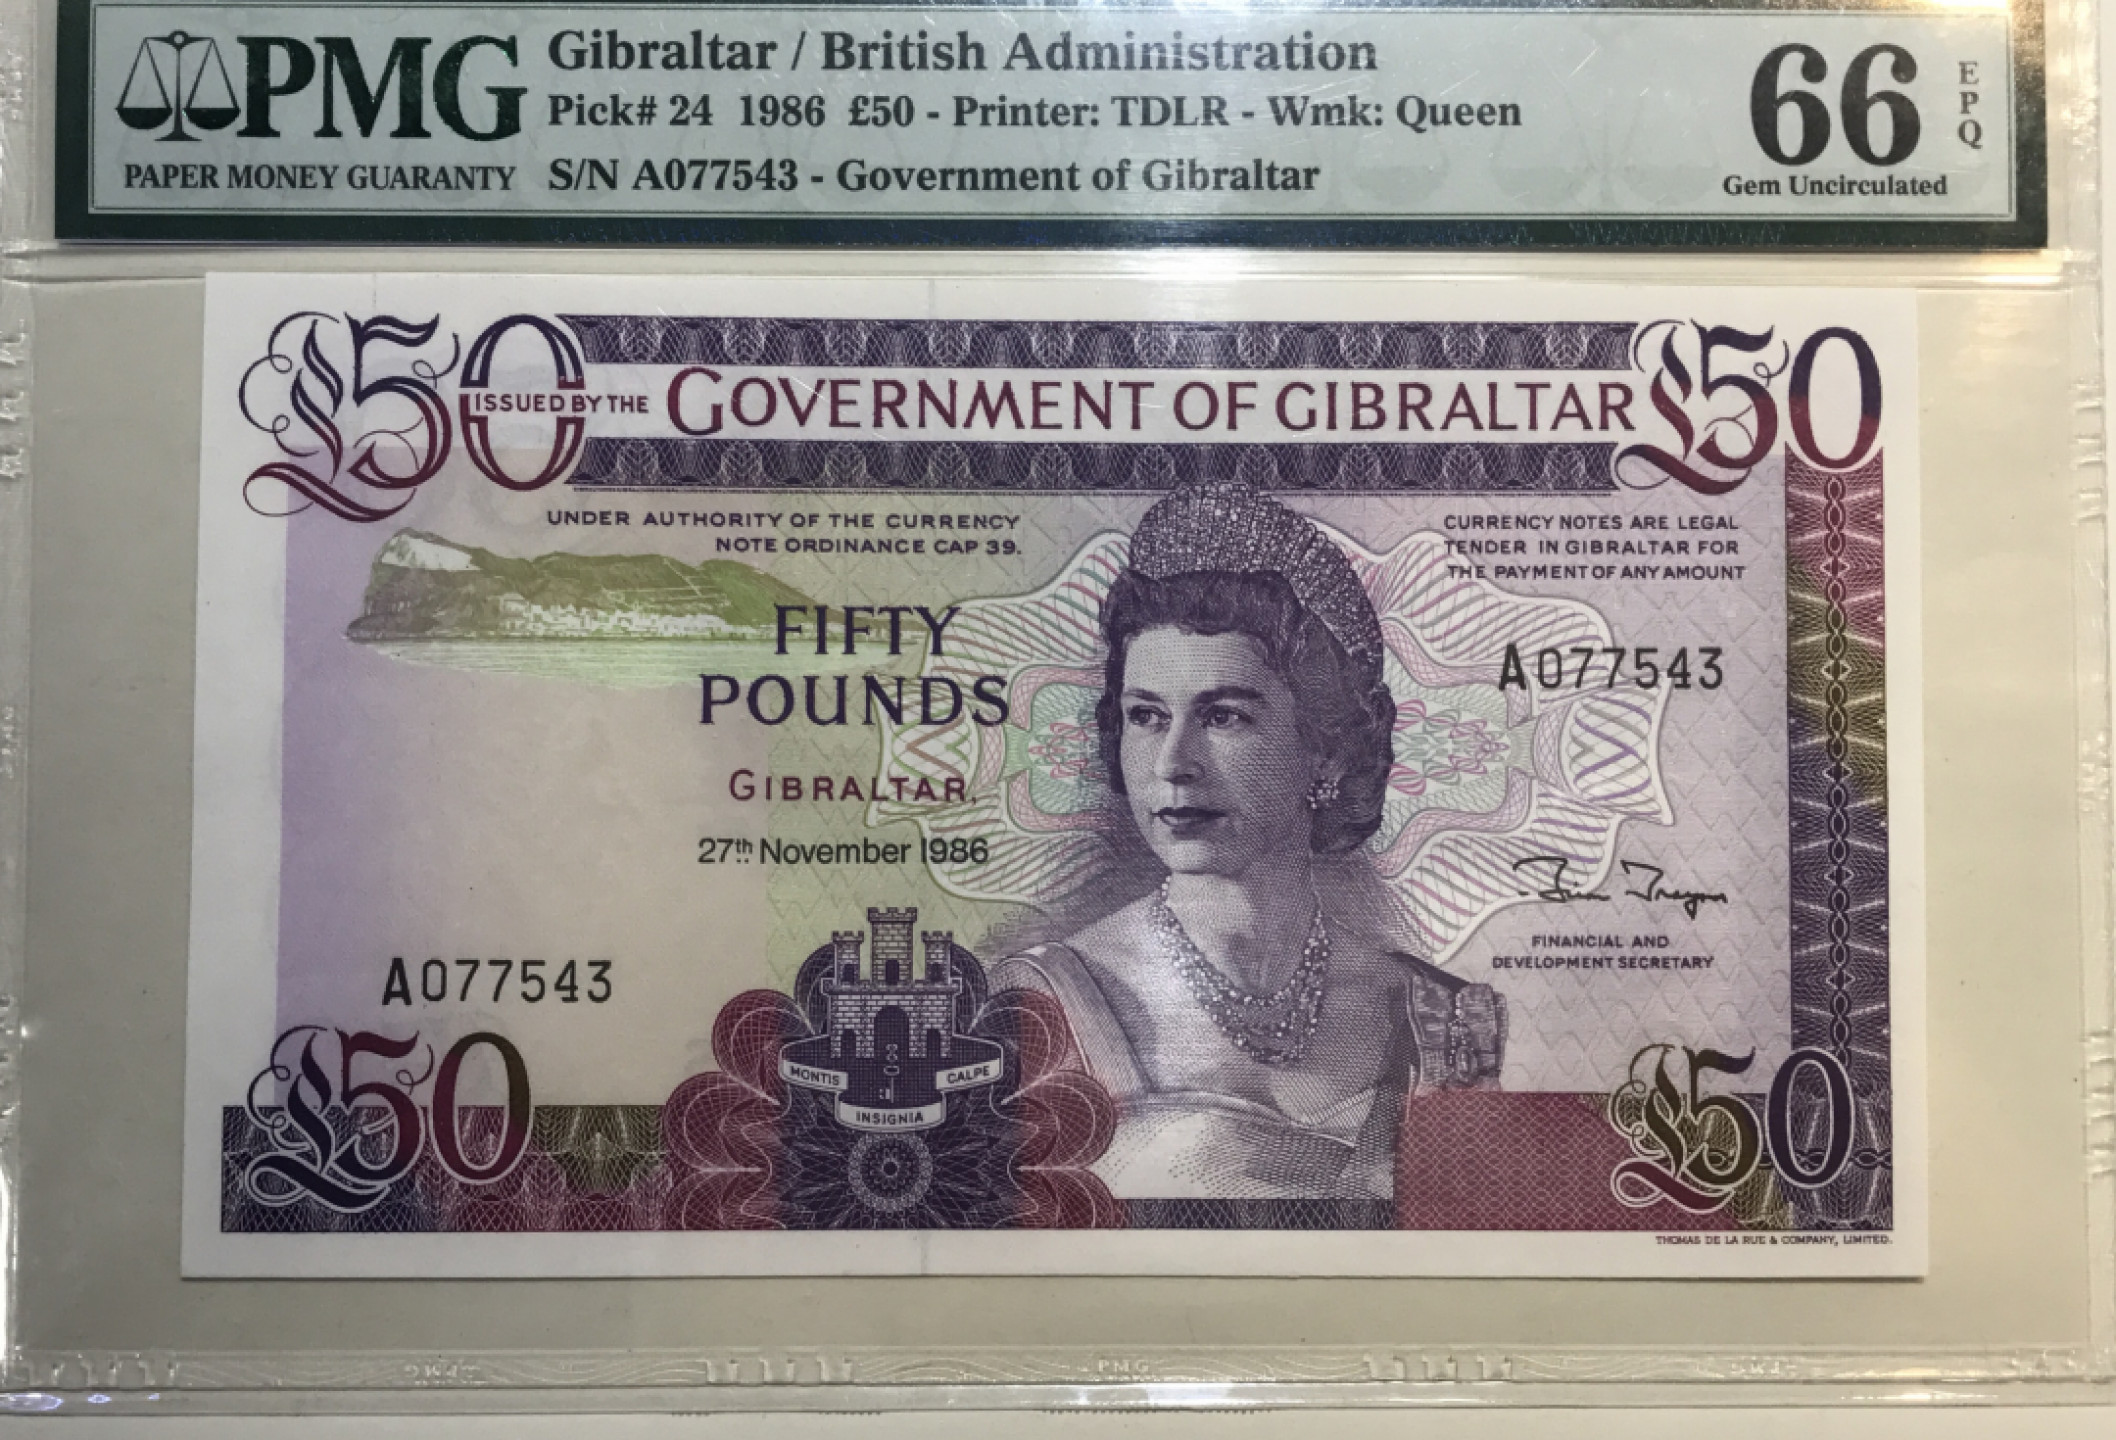 PMG
PAPER MONEY GUARANTY
Gibraltar / British Administration
Pick# 24 1986 £50 - Printer: TDLR - Wmk: Queen
S/N A077543 - Government of Gibraltar
66
EPQ
Gem Uncirculated
£50
ISSUED BY THE GOVERNMENT OF GIBRALTAR
£50
UNDER AUTHORITY OF THE CURRENCY
NOTE ORDINANCE CAP 39.
CURRENCY NOTES ARE LEGAL
TENDER IN GIBRALTAR FOR
THE PAYMENT OF ANY AMOUNT
FIFTY
POUNDS
A077543
GIBRALTAR,
27th November 1986
FINANCIAL AND
DEVELOPMENT SECRETARY
A077543
£50
MONTIS
CALPE
INSIGNIA
£50
THOMAS DE LA RUE & COMPANY, LIMITED.
PMG